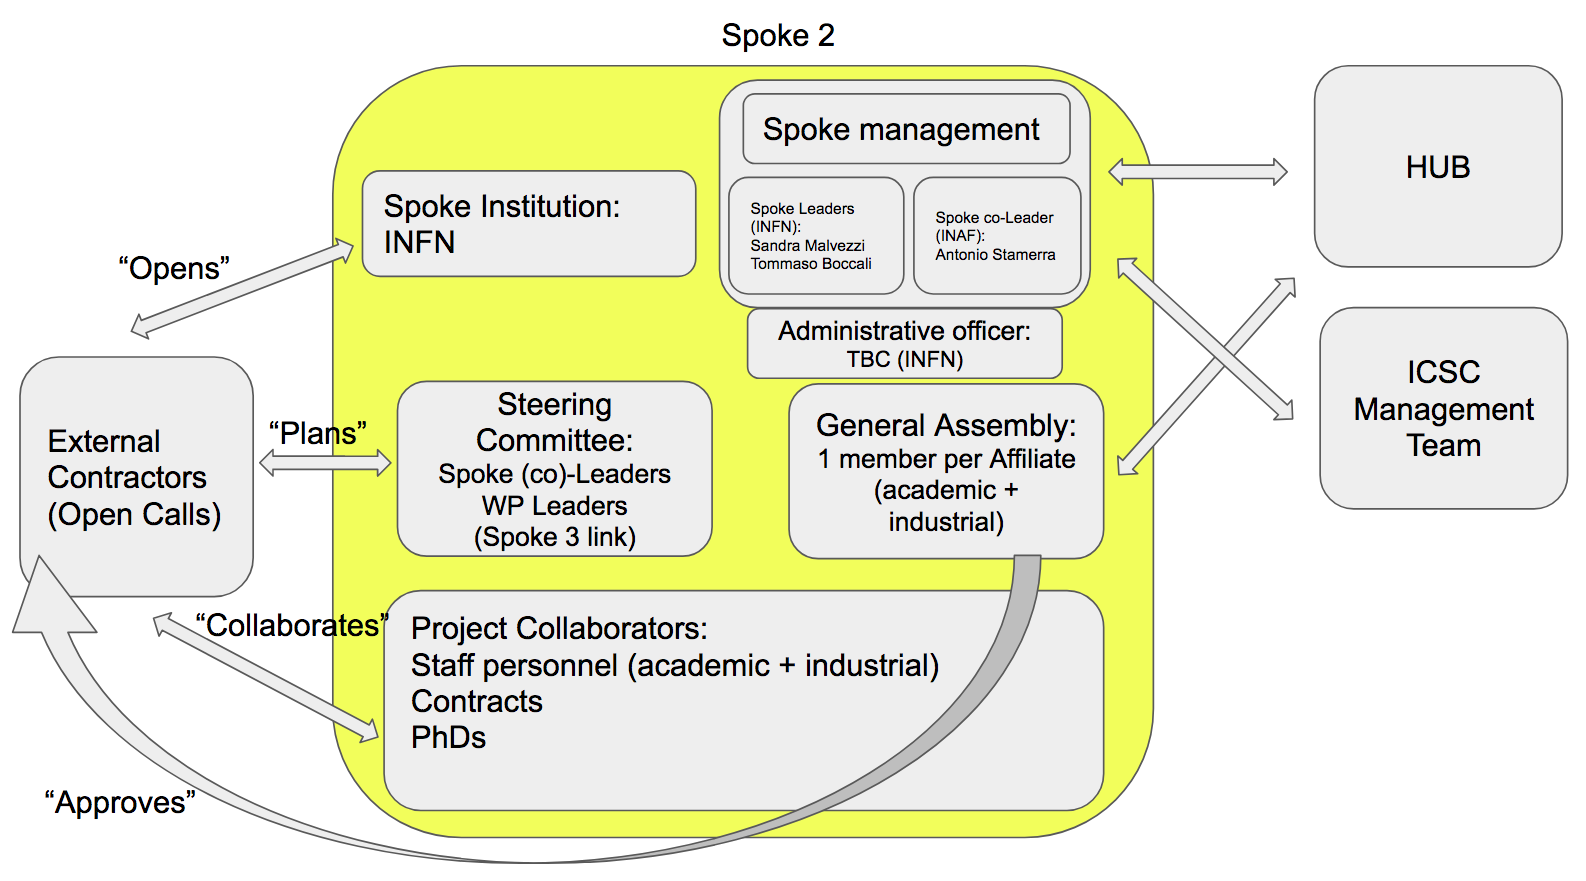 Spoke 2
Spoke management
HUB
Spoke Institution:
INFN
Spoke Leaders
(INFN):
Sandra Malvezzi
Tommaso Boccali
Spoke co-Leader
(INAF):
Antonio Stamerra
“Opens”
Administrative officer:
TBC (INFN)
ICSC
Management
Team
External
Contractors
(Open Calls)
“Plans”
Steering
Committee:
Spoke (co)-Leaders
WP Leaders
(Spoke 3 link)
General Assembly:
1 member per Affiliate
(academic +
industrial)
“Collaborates”
Project Collaborators:
Staff personnel (academic + industrial)
Contracts
PhDs
“Approves”